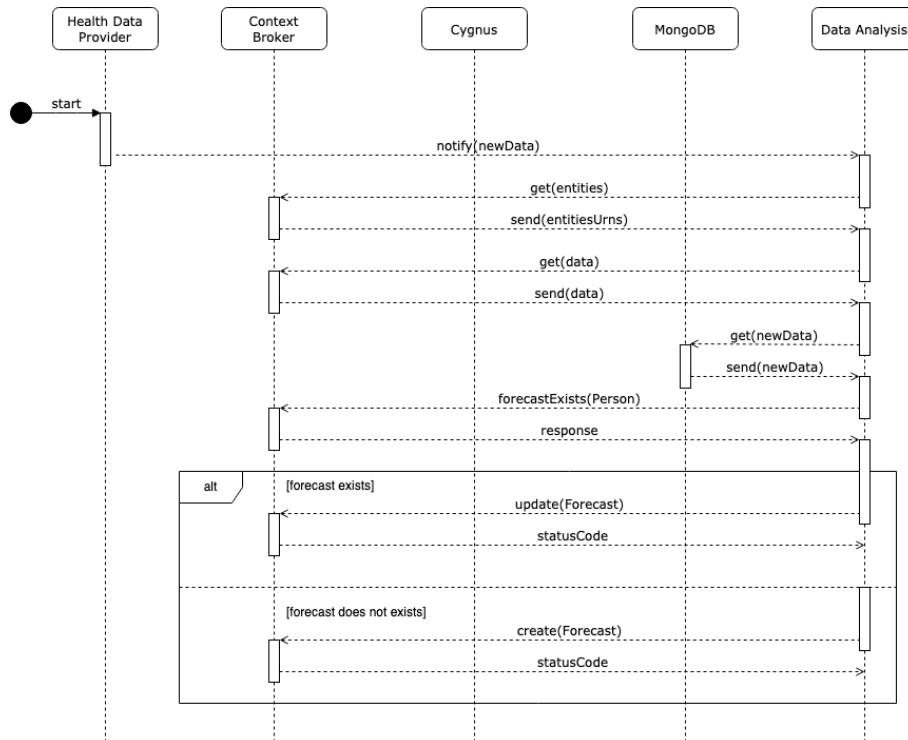 Health Data
Provider
Context
Broker
Cygnus
MongoDB
Data Analysis
start
notify(newData)
get(entities)
send(entitiesUrns)
get(data)
send(data)
get(newData)
send(newData)
forecastExists(Person)
response
alt
[forecast exists]
update(Forecast)
statusCode
[forecast does not exists]
create(Forecast)
statusCode